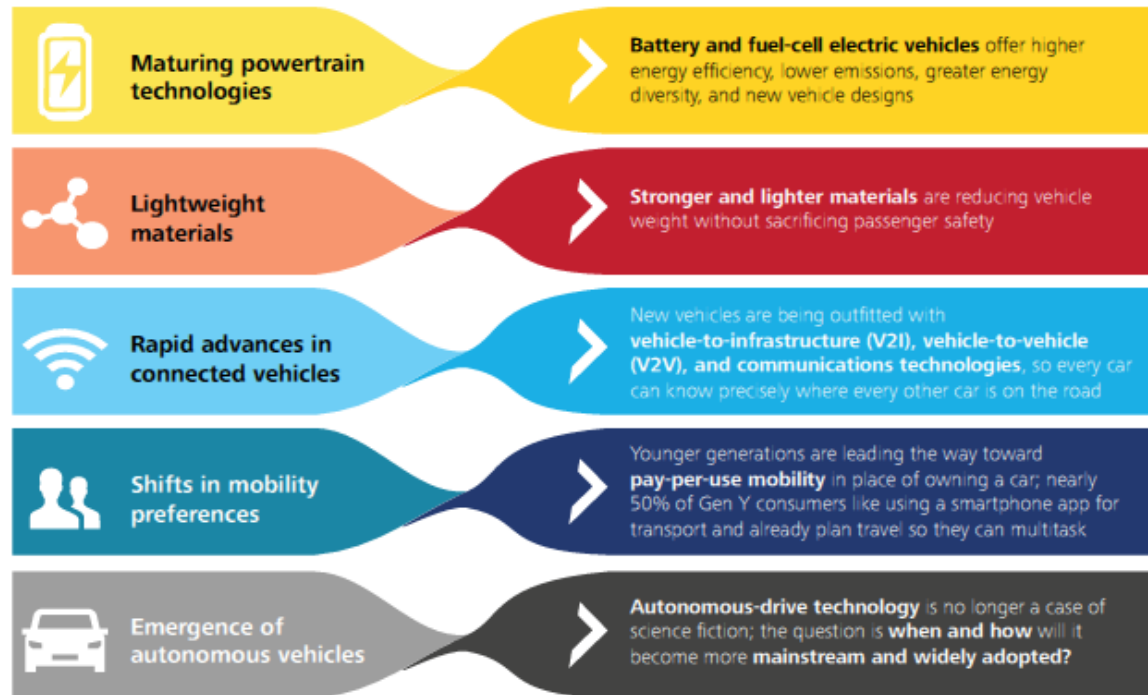 Maturing powertrain
technologies
Battery and fuel-cell electric vehicles offer higher
energy efficiency, lower emissions, greater energy
diversity, and new vehicle designs
Lightweight
materials
Stronger and lighter materials are reducing vehicle
weight without sacrificing passenger safety
Rapid advances in
connected vehicles
New vehicles are being outfitted with
vehicle-to-infrastructure (V2I), vehicle-to-vehicle
(V2V), and communications technologies, so every car
can know precisely where every other car is on the road
Shifts in mobility
preferences
Younger generations are leading the way toward
pay-per-use mobility in place of owning a car; nearly
50% of Gen Y consumers like using a smartphone app for
transport and already plan travel so they can multitask
Emergence of
autonomous vehicles
Autonomous-drive technology is no longer a case of
science fiction; the question is when and how will it
become more mainstream and widely adopted?